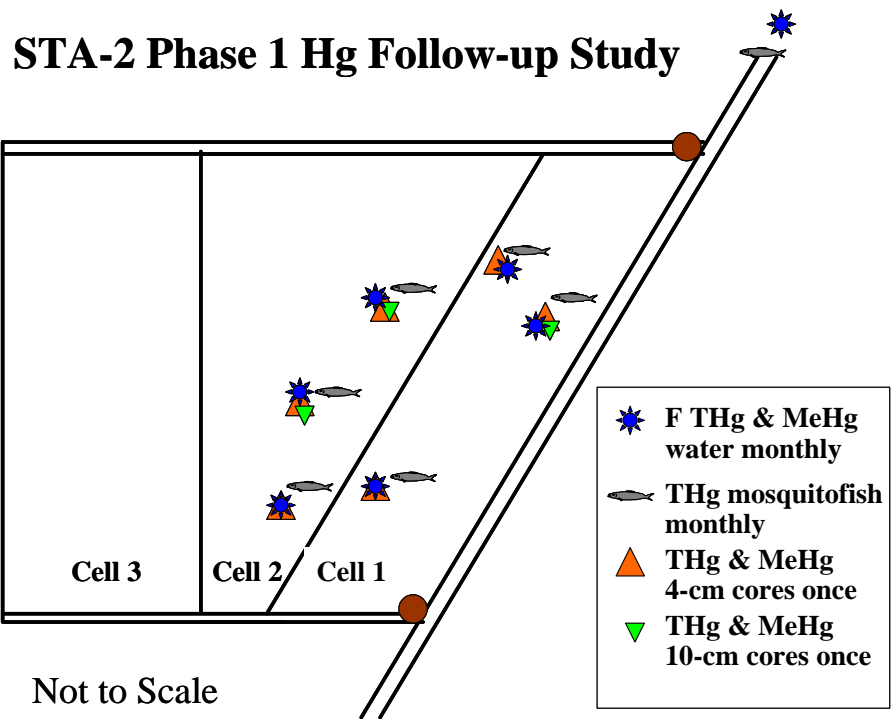 STA-2 Phase 1 Hg Follow-up Study
F THg & MeHg
water monthly
THg mosquitofish
monthly
THg & MeHg
4-cm cores once
THg & MeHg
10-cm cores once
Cell 3
Cell 2
Cell 1
Not to Scale